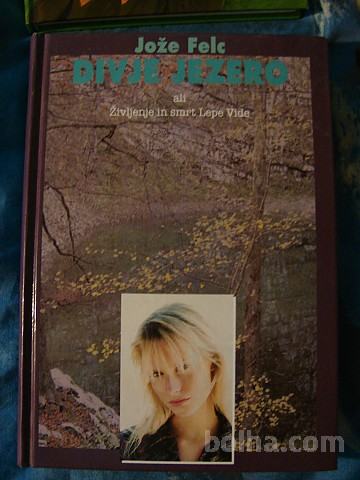 Jože Felc
DIVJE JEZERO
ali
Življenje in smrt Lepe Vide
bolha.com